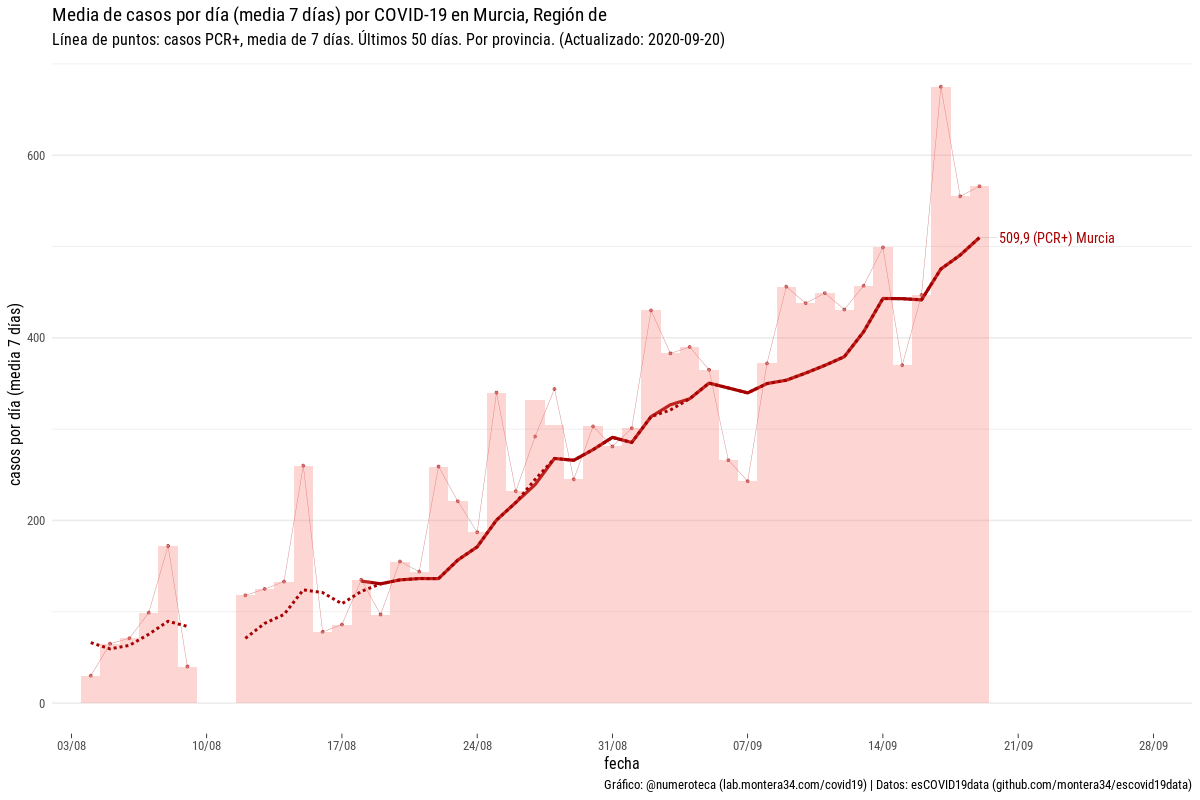 Media de casos por día (media 7 días) por COVID-19 en Murcia, Región de
Línea de puntos: casos PCR+, media de 7 días. Últimos 50 días. Por provincia. (Actualizado: 2020-09-20)
casos por día (media 7 días)
600
400
200
0
509,9 (PCR+) Murcia
03/08
10/08
17/08
24/08
31/08
07/09
14/09
21/09
28/09
fecha
Gráfico: @numeroteca (lab.montera34.com/covid19) | Datos: esCOVID19data (github.com/montera34/escovid19data)